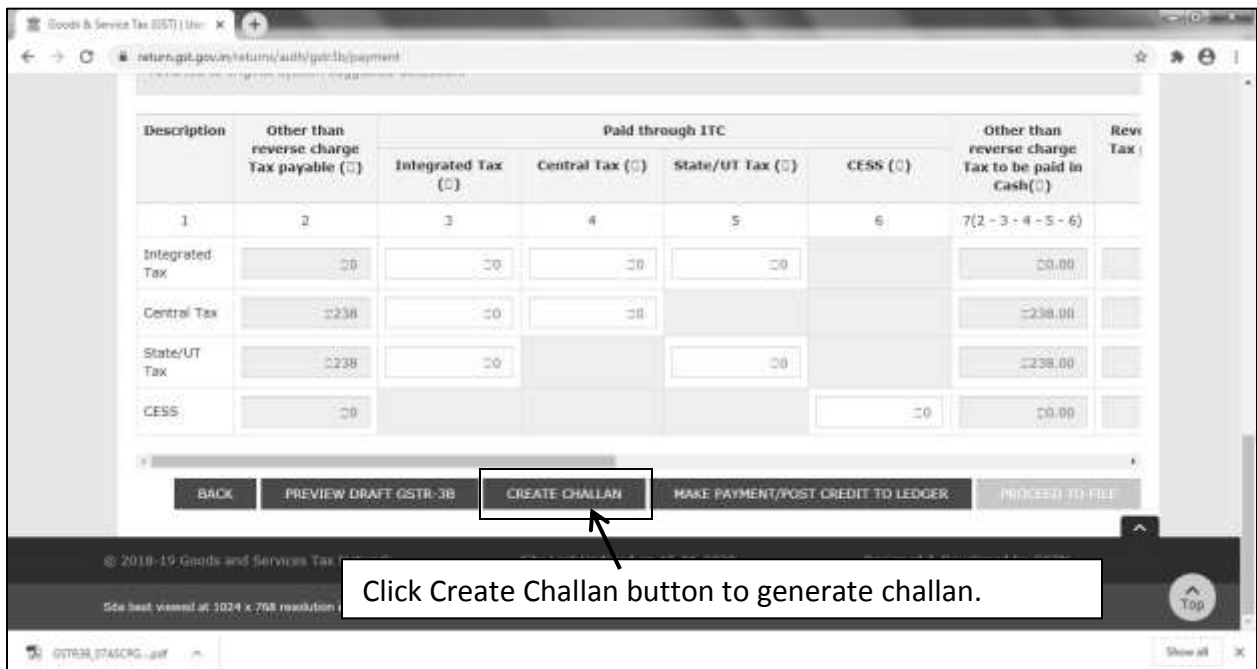 Goods & Service Tax (GST) | User
return.gst.gov.in/returns/auth/gstr3b/payment
Description
Other than reverse charge Tax payable (₹)
Paid through ITC
Other than reverse charge Tax to be paid in Cash(₹)
Tax
Integrated Tax (₹)
Central Tax (₹)
State/UT Tax (₹)
CESS (₹)
1 2 3 4 5 6 7(2 - 3 - 4 - 5 - 6)
Integrated Tax ₹0 ₹0 ₹0 ₹0 ₹0.00
Central Tax ₹238 ₹0 ₹0 ₹238.00
State/UT Tax ₹238 ₹0 ₹0 ₹238.00
CESS ₹0 ₹0 ₹0.00
BACK PREVIEW DRAFT GSTR-3B CREATE CHALLAN MAKE PAYMENT/POST CREDIT TO LEDGER PROCEED TO FILE
© 2018-19 Goods and Services Tax
Click Create Challan button to generate challan.
Site best viewed at 1024 x 768 resolution
Top
Show all